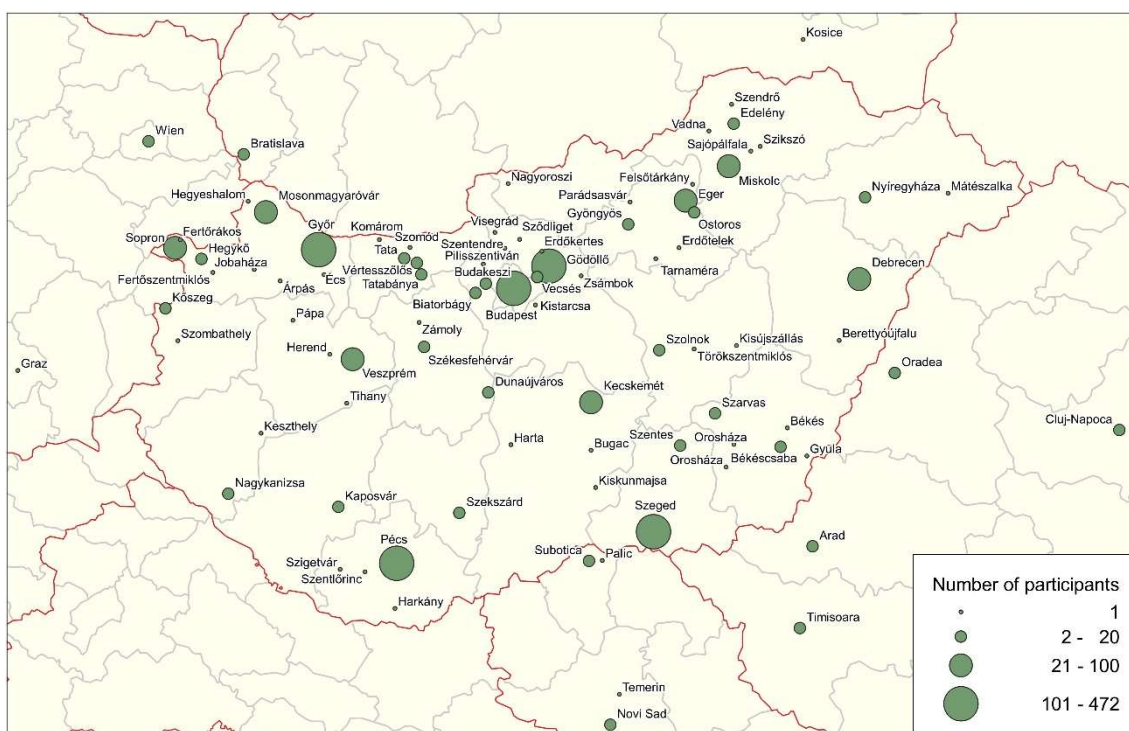 Kosice
Szendrő
Edelény
Wien
Vadna
Bratislava
Sajópálfala
Szikszó
Miskolc
Nagyoroszi
Felsőtárkány
Hegyeshalom
Mosonmagyaróvár
Parádsasvár
Eger
Nyíregyháza
Mátészalka
Gyöngyös
Ostoros
Győr
Komárom
Visegrád
Sződliget
Fertőrákos
Sopron
Szomód
Szentendre
Erdőkertes
Erdőtelek
Hegykő
Tata
Pilisszentiván
Gödöllő
Jobaháza
Vértesszőlős
Budakeszi
Tarnaméra
Debrecen
Fertőszentmiklós
Écs
Tatabánya
Vecsés
Zsámbok
Árpás
Kőszeg
Biatorbágy
Budapest
Kistarcsa
Pápa
Zámoly
Szombathely
Herend
Székesfehérvár
Szolnok
Kisújszállás
Berettyóújfalu
Törökszentmiklós
Graz
Veszprém
Oradea
Dunaújváros
Kecskemét
Tihany
Szarvas
Cluj-Napoca
Keszthely
Harta
Bugac
Szentes
Orosháza
Békés
Orosháza
Békéscsaba
Gyula
Kiskunmajsa
Nagykanizsa
Kaposvár
Szekszárd
Szeged
Pécs
Arad
Subotica
Palic
Szigetvár
Szentlőrinc
Harkány
Timisoara
Temerin
Novi Sad
Number of participants
1
2 - 20
21 - 100
101 - 472